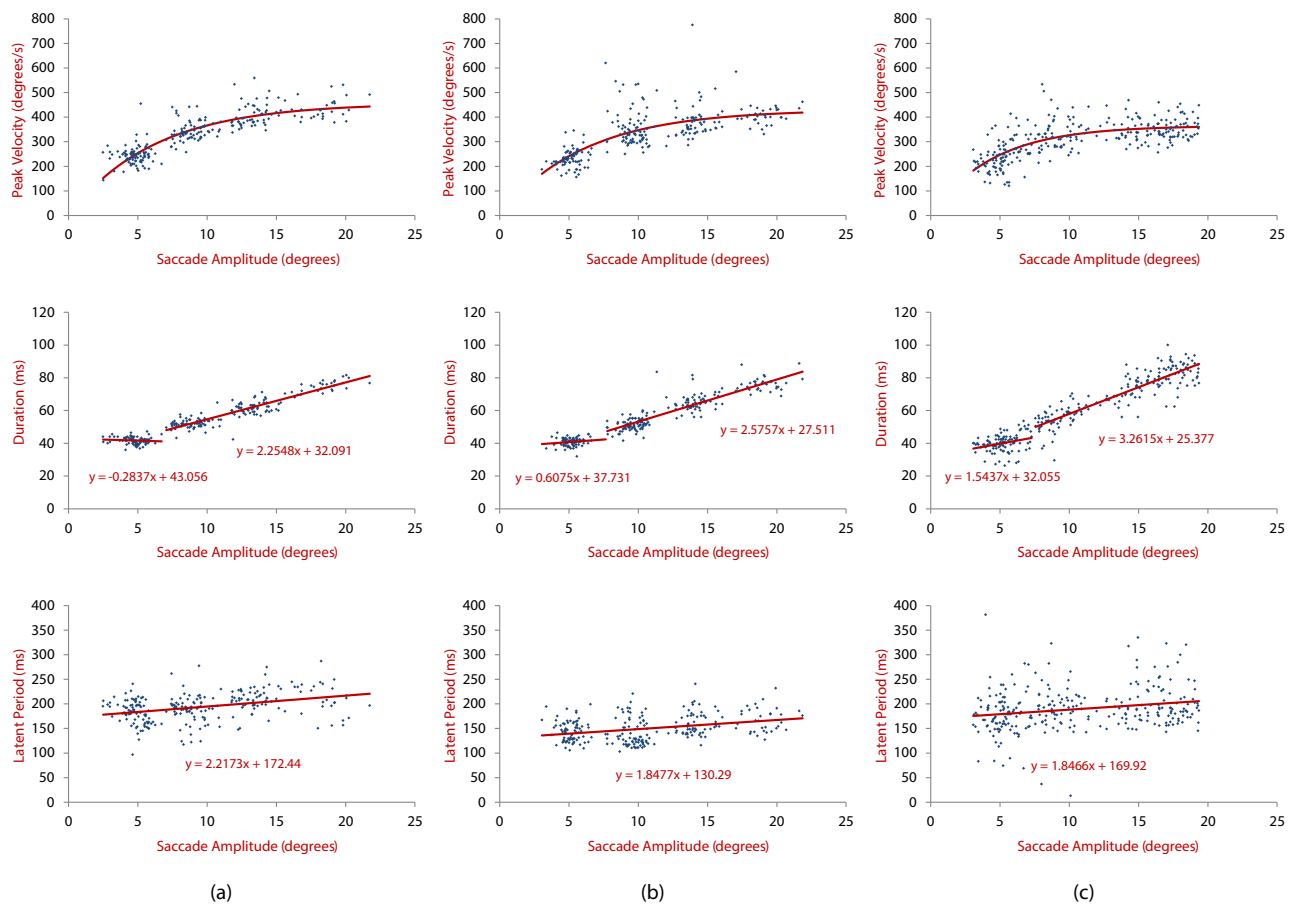 800
700
600
500
400
300
200
100
0
Peak Velocity (degrees/s)
0 5 10 15 20 25
Saccade Amplitude (degrees)
800
700
600
500
400
300
200
100
0
Peak Velocity (degrees/s)
0 5 10 15 20 25
Saccade Amplitude (degrees)
800
700
600
500
400
300
200
100
0
Peak Velocity (degrees/s)
0 5 10 15 20 25
Saccade Amplitude (degrees)
120
100
80
60
40
20
0
Duration (ms)
y = 2.2548x + 32.091
y = -0.2837x + 43.056
0 5 10 15 20 25
Saccade Amplitude (degrees)
120
100
80
60
40
20
0
Duration (ms)
y = 2.5757x + 27.511
y = 0.6075x + 37.731
0 5 10 15 20 25
Saccade Amplitude (degrees)
120
100
80
60
40
20
0
Duration (ms)
y = 3.2615x + 25.377
y = 1.5437x + 32.055
0 5 10 15 20 25
Saccade Amplitude (degrees)
400
350
300
250
200
150
100
50
0
Latent Period (ms)
y = 2.2173x + 172.44
0 5 10 15 20 25
Saccade Amplitude (degrees)
400
350
300
250
200
150
100
50
0
Latent Period (ms)
y = 1.8477x + 130.29
0 5 10 15 20 25
Saccade Amplitude (degrees)
400
350
300
250
200
150
100
50
0
Latent Period (ms)
y = 1.8466x + 169.92
0 5 10 15 20 25
Saccade Amplitude (degrees)
(a)
(b)
(c)